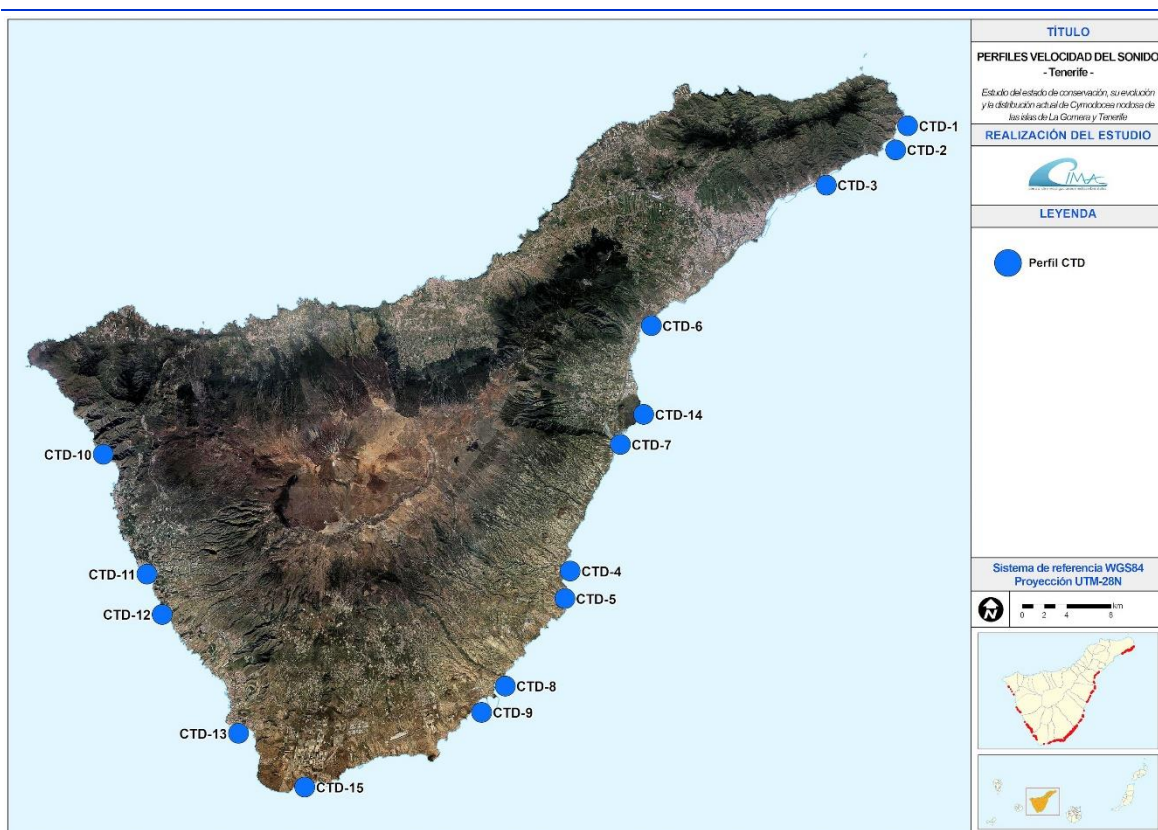 TÍTULO
PERFILES VELOCIDAD DEL SONIDO
- Tenerife -
Estudio del estado de conservación, su evolución
y la distribución actual de Cymodocea nodosa de
las islas de La Gomera y Tenerife
REALIZACIÓN DEL ESTUDIO
CIMA
LEYENDA
Perfil CTD
Sistema de referencia WGS84
Proyección UTM-28N
N
km
0 2 4 8
CTD-1
CTD-2
CTD-3
CTD-6
CTD-14
CTD-7
CTD-10
CTD-4
CTD-11
CTD-5
CTD-12
CTD-8
CTD-9
CTD-13
CTD-15